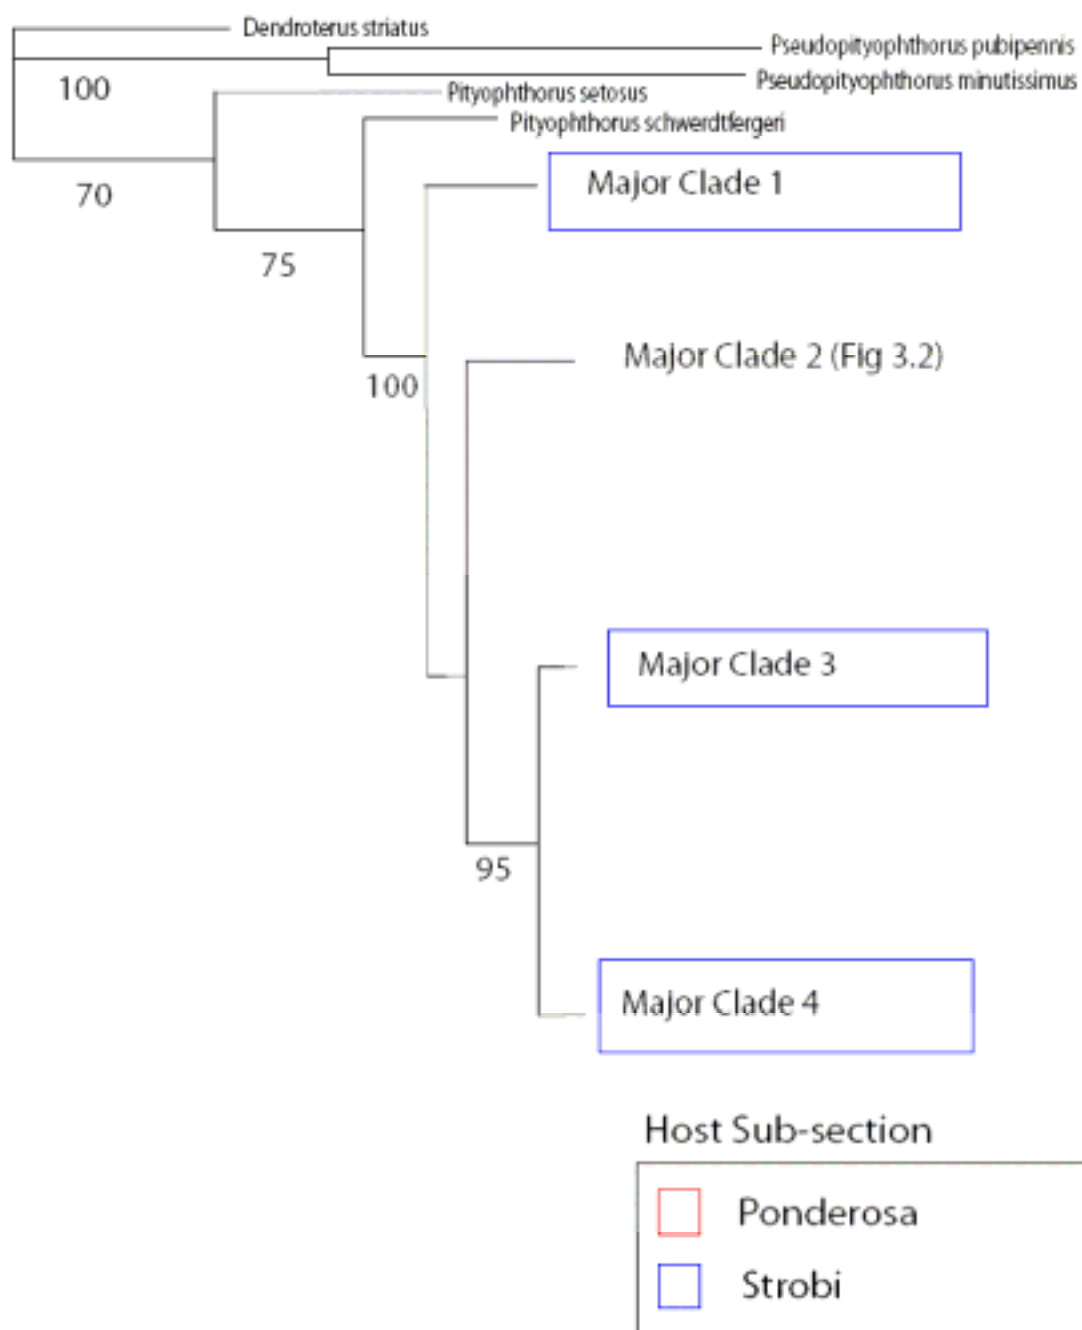 Dendroterus striatus
Pseudopityophthorus pubipennis
100
Pseudopityophthorus minutissimus
Pityophthorus setosus
Pityophthorus schwerdtfergeri
70
Major Clade 1
75
Major Clade 2 (Fig 3.2)
100
Major Clade 3
95
Major Clade 4
Host Sub-section
Ponderosa
Strobi